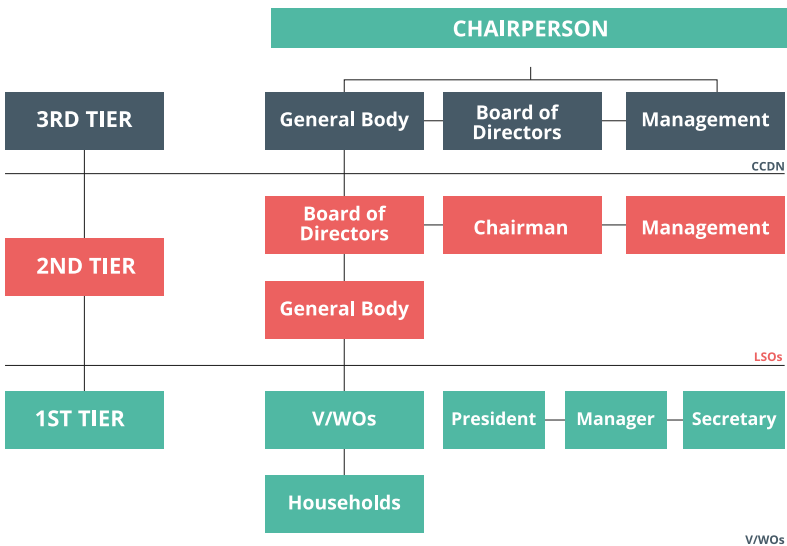 CHAIRPERSON
3RD TIER
General Body
Board of
Directors
Management
CCDN
Board of
Directors
Chairman
Management
2ND TIER
General Body
LSOs
1ST TIER
V/WOs
President
Manager
Secretary
Households
V/WOs